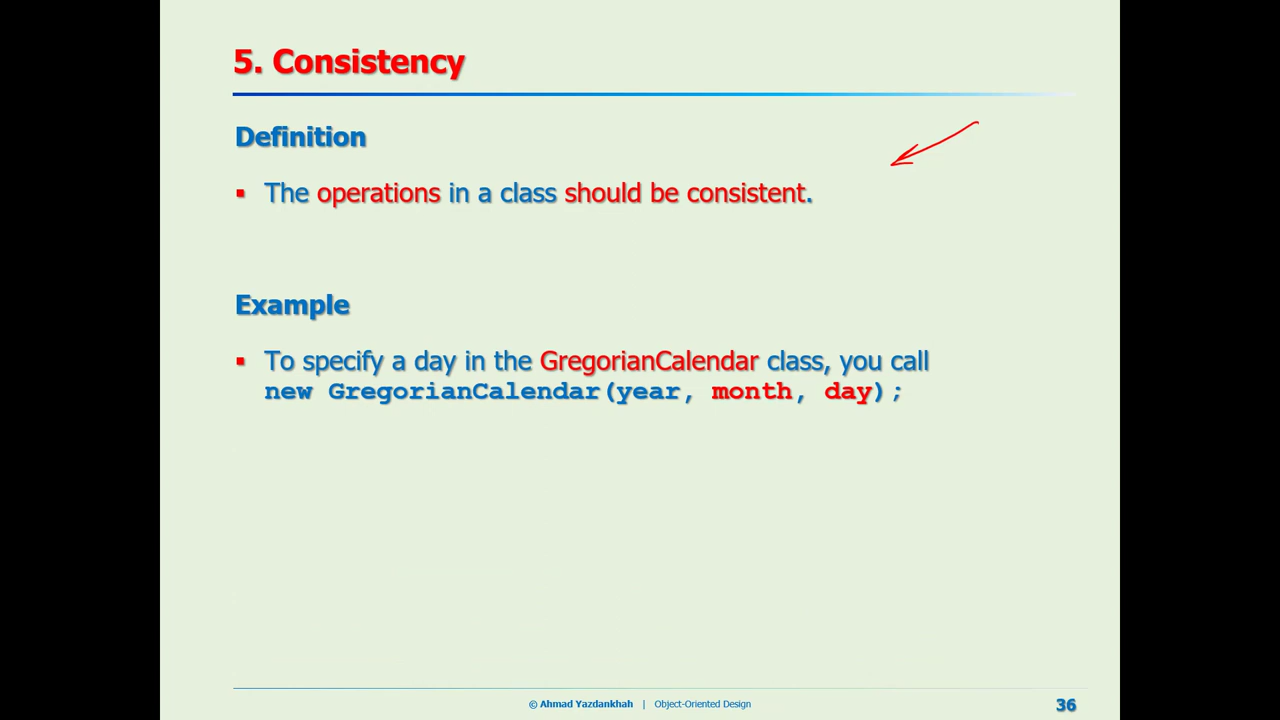 5. Consistency
Definition
▪ The operations in a class should be consistent.
Example
▪ To specify a day in the GregorianCalendar class, you call
new GregorianCalendar(year, month, day);
© Ahmad Yazdankhah | Object-Oriented Design
36